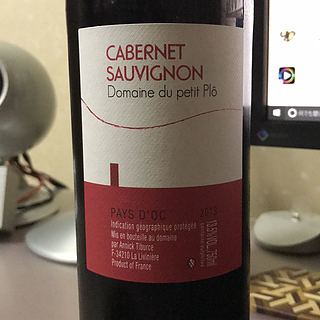 CABERNET
SAUVIGNON
Domaine du petit Plô
PAYS D'OC
Indication géographique protégée
Mis en bouteille au domaine
par Annick Tiburce
F-34210 La Livinière
Product of France